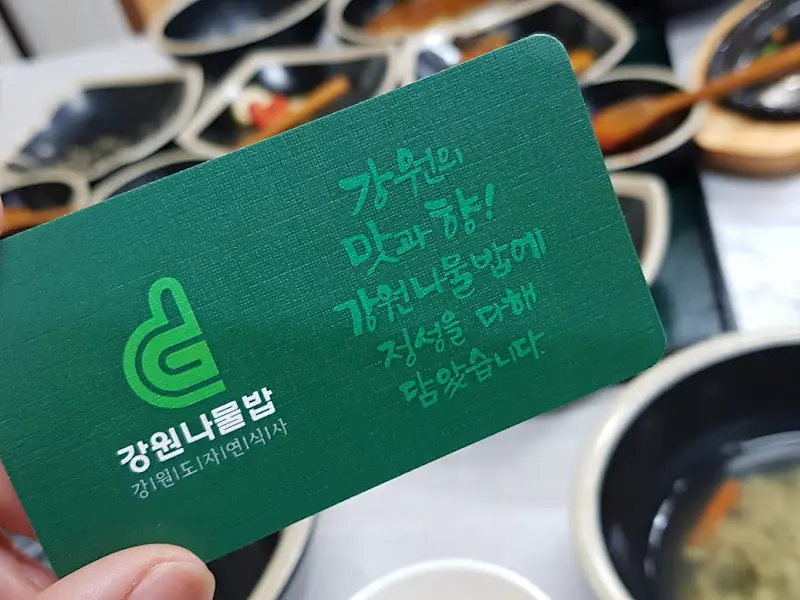 강원의
맛과 향!
강원나물밥에
정성을 다해
담았습니다.
강원나물밥
강|원|도|자|연|식|사